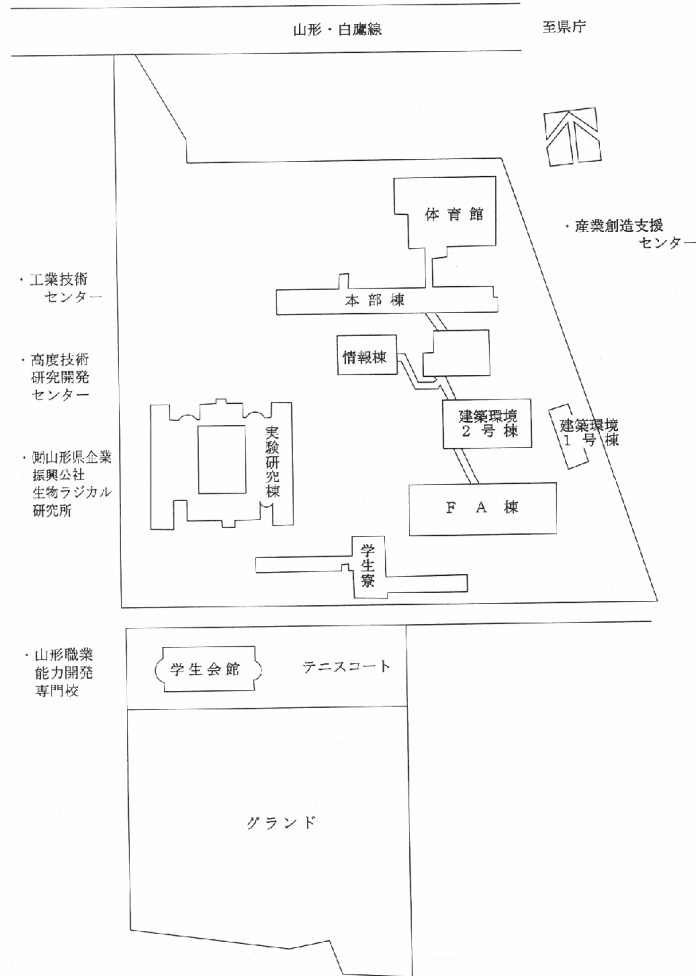 山形・白鷹線
至県庁
体育館
・産業創造支援
センター
・工業技術
センター
本部棟
・高度技術
研究開発
センター
情報棟
建築環境
2号棟
建築環境
1号棟
実験研究棟
・㈶山形県企業
振興公社
生物ラジカル
研究所
FA棟
学生寮
・山形職業
能力開発
専門校
学生会館
テニスコート
グランド